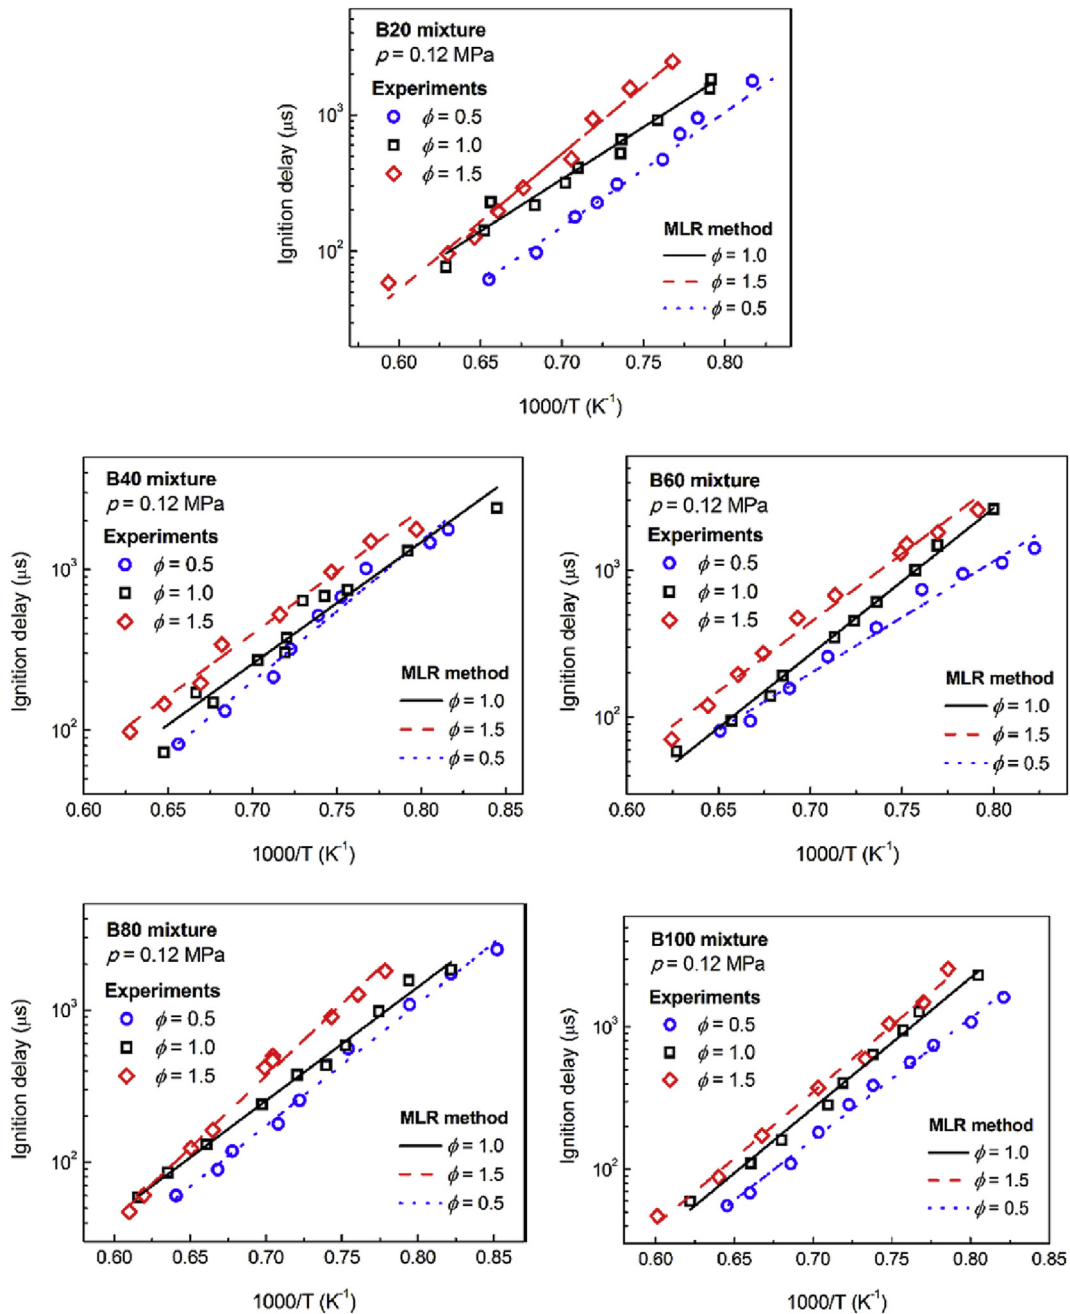 B20 mixture
p = 0.12 MPa
Experiments
ϕ = 0.5
ϕ = 1.0
ϕ = 1.5
MLR method
ϕ = 1.0
ϕ = 1.5
ϕ = 0.5
Ignition delay (μs)
10³
10²
0.60 0.65 0.70 0.75 0.80
1000/T (K⁻¹)
B40 mixture
p = 0.12 MPa
Experiments
ϕ = 0.5
ϕ = 1.0
ϕ = 1.5
MLR method
ϕ = 1.0
ϕ = 1.5
ϕ = 0.5
Ignition delay (μs)
10³
10²
0.60 0.65 0.70 0.75 0.80 0.85
1000/T (K⁻¹)
B60 mixture
p = 0.12 MPa
Experiments
ϕ = 0.5
ϕ = 1.0
ϕ = 1.5
MLR method
ϕ = 1.0
ϕ = 1.5
ϕ = 0.5
Ignition delay (μs)
10³
10²
0.60 0.65 0.70 0.75 0.80
1000/T (K⁻¹)
B80 mixture
p = 0.12 MPa
Experiments
ϕ = 0.5
ϕ = 1.0
ϕ = 1.5
MLR method
ϕ = 1.0
ϕ = 1.5
ϕ = 0.5
Ignition delay (μs)
10³
10²
0.60 0.65 0.70 0.75 0.80 0.85
1000/T (K⁻¹)
B100 mixture
p = 0.12 MPa
Experiments
ϕ = 0.5
ϕ = 1.0
ϕ = 1.5
MLR method
ϕ = 1.0
ϕ = 1.5
ϕ = 0.5
Ignition delay (μs)
10³
10²
0.60 0.65 0.70 0.75 0.80 0.85
1000/T (K⁻¹)